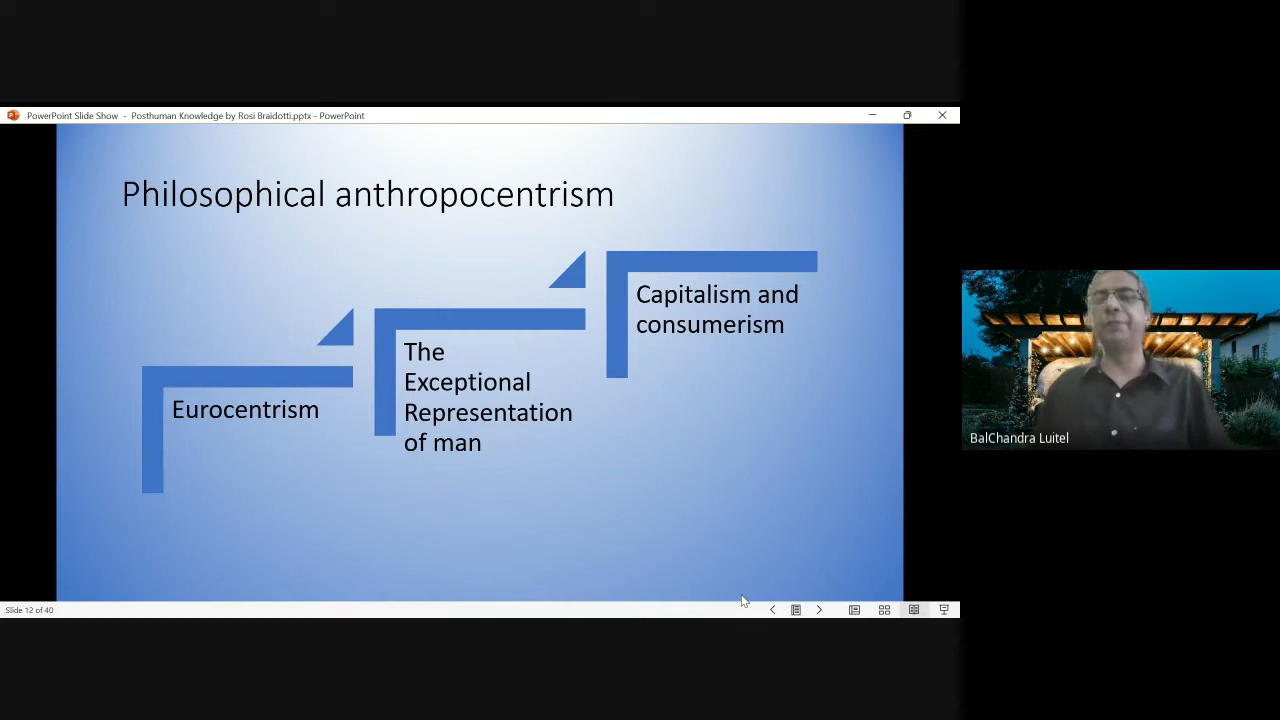 PowerPoint Slide Show - Posthuman Knowledge by Rosi Braidotti.pptx - PowerPoint
Philosophical anthropocentrism
Eurocentrism
The
Exceptional
Representation
of man
Capitalism and
consumerism
BalChandra Luitel
Slide 12 of 40